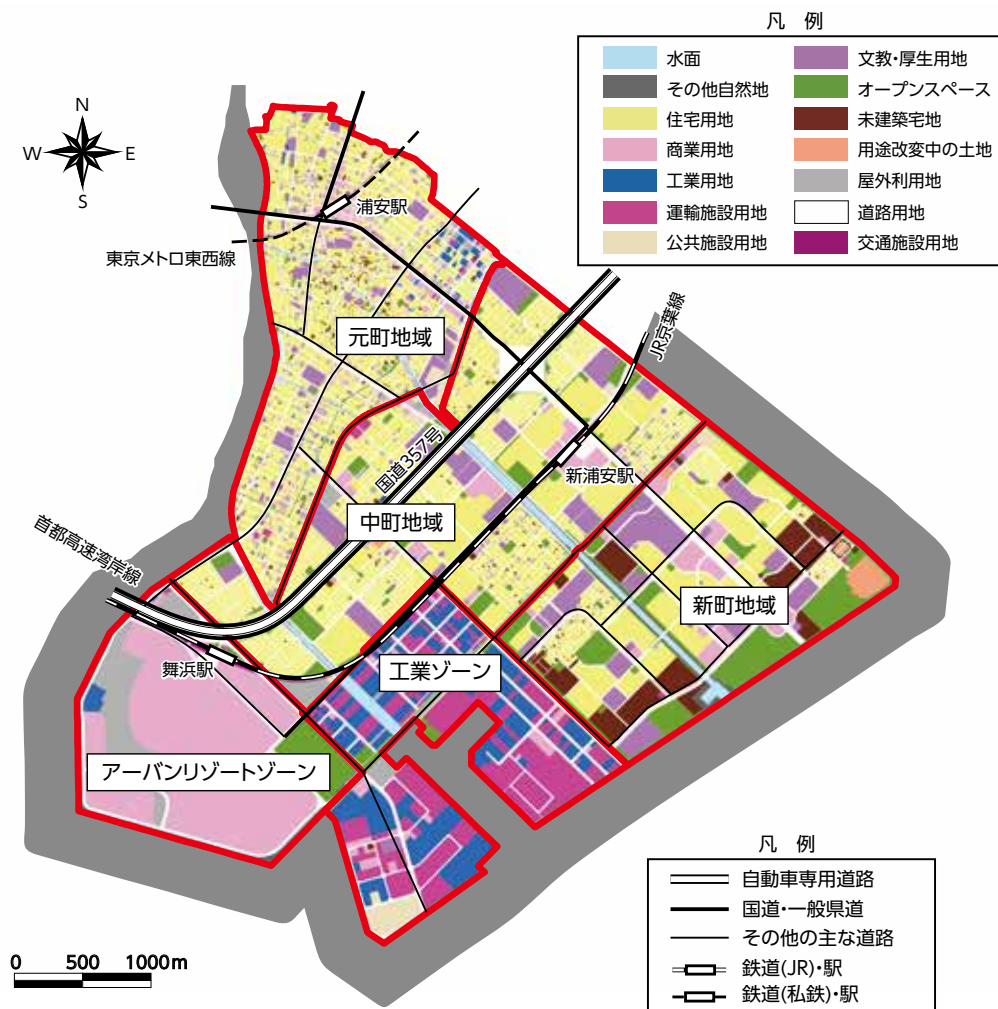 凡 例
水面
その他自然地
住宅用地
商業用地
工業用地
運輸施設用地
公共施設用地
文教・厚生用地
オープンスペース
未建築宅地
用途改変中の土地
屋外利用地
道路用地
交通施設用地
N
W E
S
浦安駅
東京メトロ東西線
元町地域
JR京葉線
国道357号
新浦安駅
中町地域
首都高速湾岸線
新町地域
舞浜駅
工業ゾーン
アーバンリゾートゾーン
凡 例
自動車専用道路
国道・一般県道
その他の主な道路
鉄道(JR)・駅
鉄道(私鉄)・駅
0 500 1000m